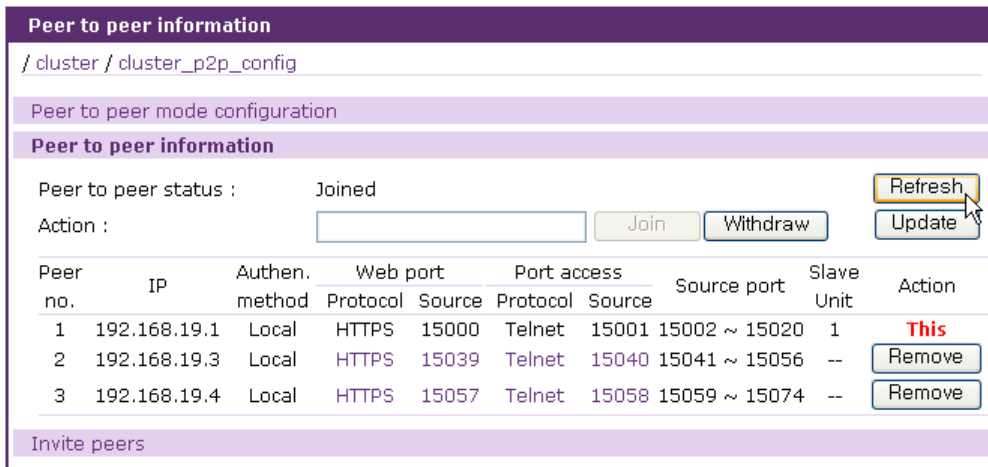 Peer to peer information
/ cluster / cluster_p2p_config
Peer to peer mode configuration
Peer to peer information
Peer to peer status : Joined Refresh
Action : Join Withdraw Update
Peer no. IP Authen. method Web port Protocol Source Port access Protocol Source Source port Slave Unit Action
1 192.168.19.1 Local HTTPS 15000 Telnet 15001 15002 ~ 15020 1 This
2 192.168.19.3 Local HTTPS 15039 Telnet 15040 15041 ~ 15056 -- Remove
3 192.168.19.4 Local HTTPS 15057 Telnet 15058 15059 ~ 15074 -- Remove
Invite peers